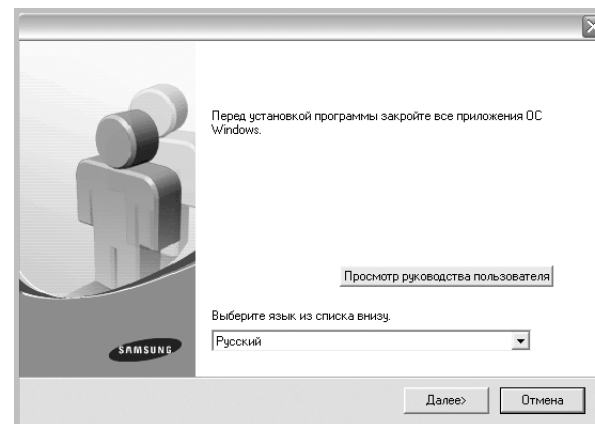 Перед установкой программы закройте все приложения ОС
Windows.
Просмотр руководства пользователя
Выберите язык из списка внизу.
Русский
SAMSUNG
Далее>
Отмена